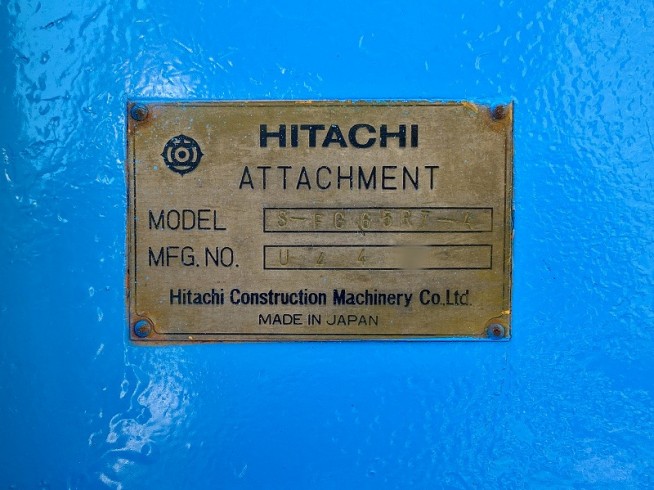 HITACHI
ATTACHMENT
MODEL
MFG. NO.
Hitachi Construction Machinery Co.,Ltd.
MADE IN JAPAN